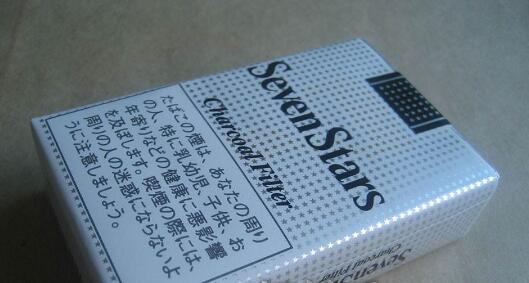 SevenStars
Charcoal Filter
たばこの煙は、あなたの周り
の人、特に乳幼児、子供、お
年寄りなどの健康に悪影響
を及ぼします。喫煙の際には、
周りの人の迷惑にならないよ
うに注意しましょう。
SevenStars
Charcoal Filter